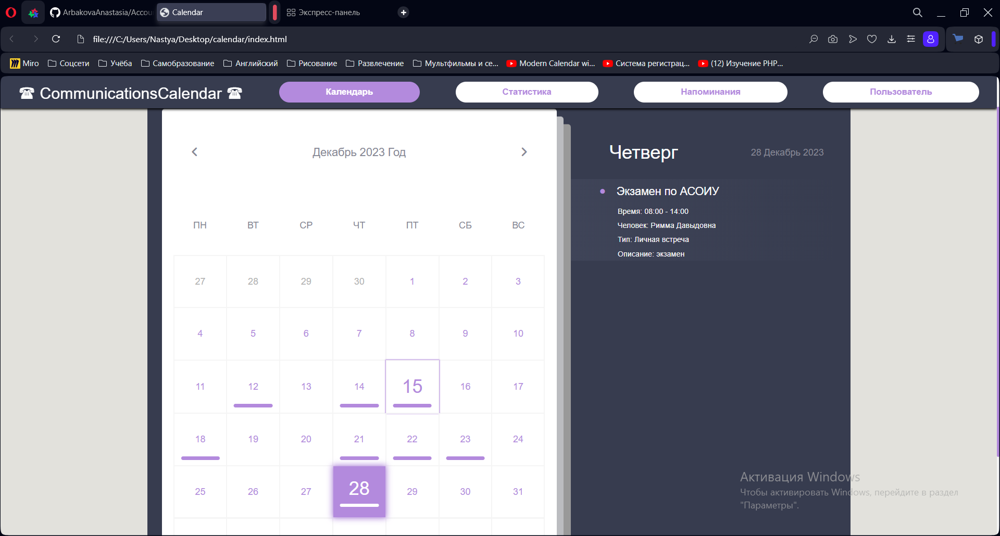 ArbakovaAnastasia/Accou
Calendar
Экспресс-панель
file:///C:/Users/Nastya/Desktop/calendar/index.html
Miro Соцсети Учёба Самобразование Английский Рисование Развлечение Мультфильмы и се... Modern Calendar wi... Система регистрац... (12) Изучение PHP...
☎ CommunicationsCalendar ☎ Календарь Статистика Напоминания Пользователь
Декабрь 2023 Год
ПН ВТ СР ЧТ ПТ СБ ВС
27 28 29 30 1 2 3
4 5 6 7 8 9 10
11 12 13 14 15 16 17
18 19 20 21 22 23 24
25 26 27 28 29 30 31
Четверг 28 Декабрь 2023
Экзамен по АСОИУ
Время: 08:00 - 14:00
Человек: Римма Давыдовна
Тип: Личная встреча
Описание: экзамен
Активация Windows
Чтобы активировать Windows, перейдите в раздел
"Параметры".